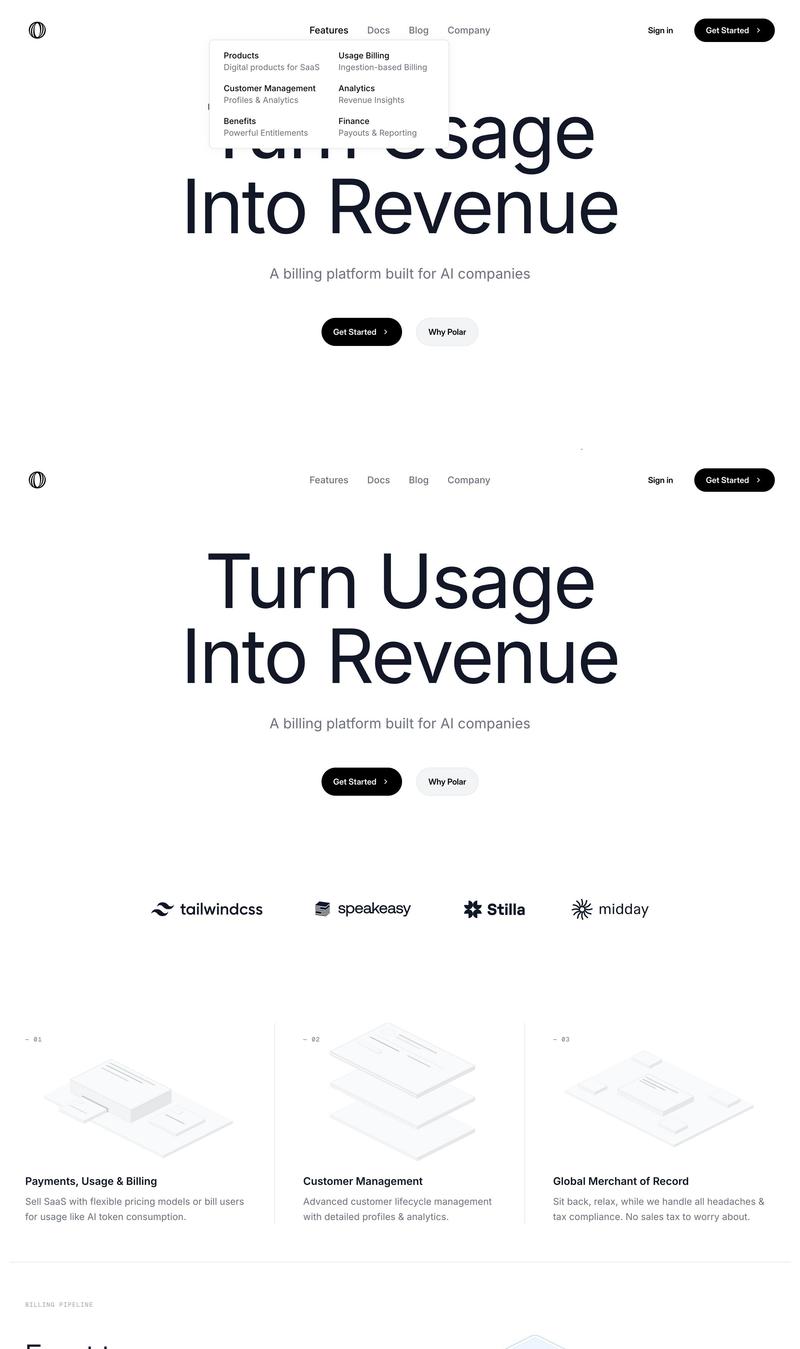 Features Docs Blog Company Sign in Get Started
Products
Digital products for SaaS
Usage Billing
Ingestion-based Billing
Customer Management
Profiles & Analytics
Analytics
Revenue Insights
Benefits
Powerful Entitlements
Finance
Payouts & Reporting
Turn Usage
Into Revenue
A billing platform built for AI companies
Get Started Why Polar
Features Docs Blog Company Sign in Get Started
Turn Usage
Into Revenue
A billing platform built for AI companies
Get Started Why Polar
tailwindcss speakeasy Stilla midday
— 01
Payments, Usage & Billing
Sell SaaS with flexible pricing models or bill users
for usage like AI token consumption.
— 02
Customer Management
Advanced customer lifecycle management
with detailed profiles & analytics.
— 03
Global Merchant of Record
Sit back, relax, while we handle all headaches &
tax compliance. No sales tax to worry about.
BILLING PIPELINE